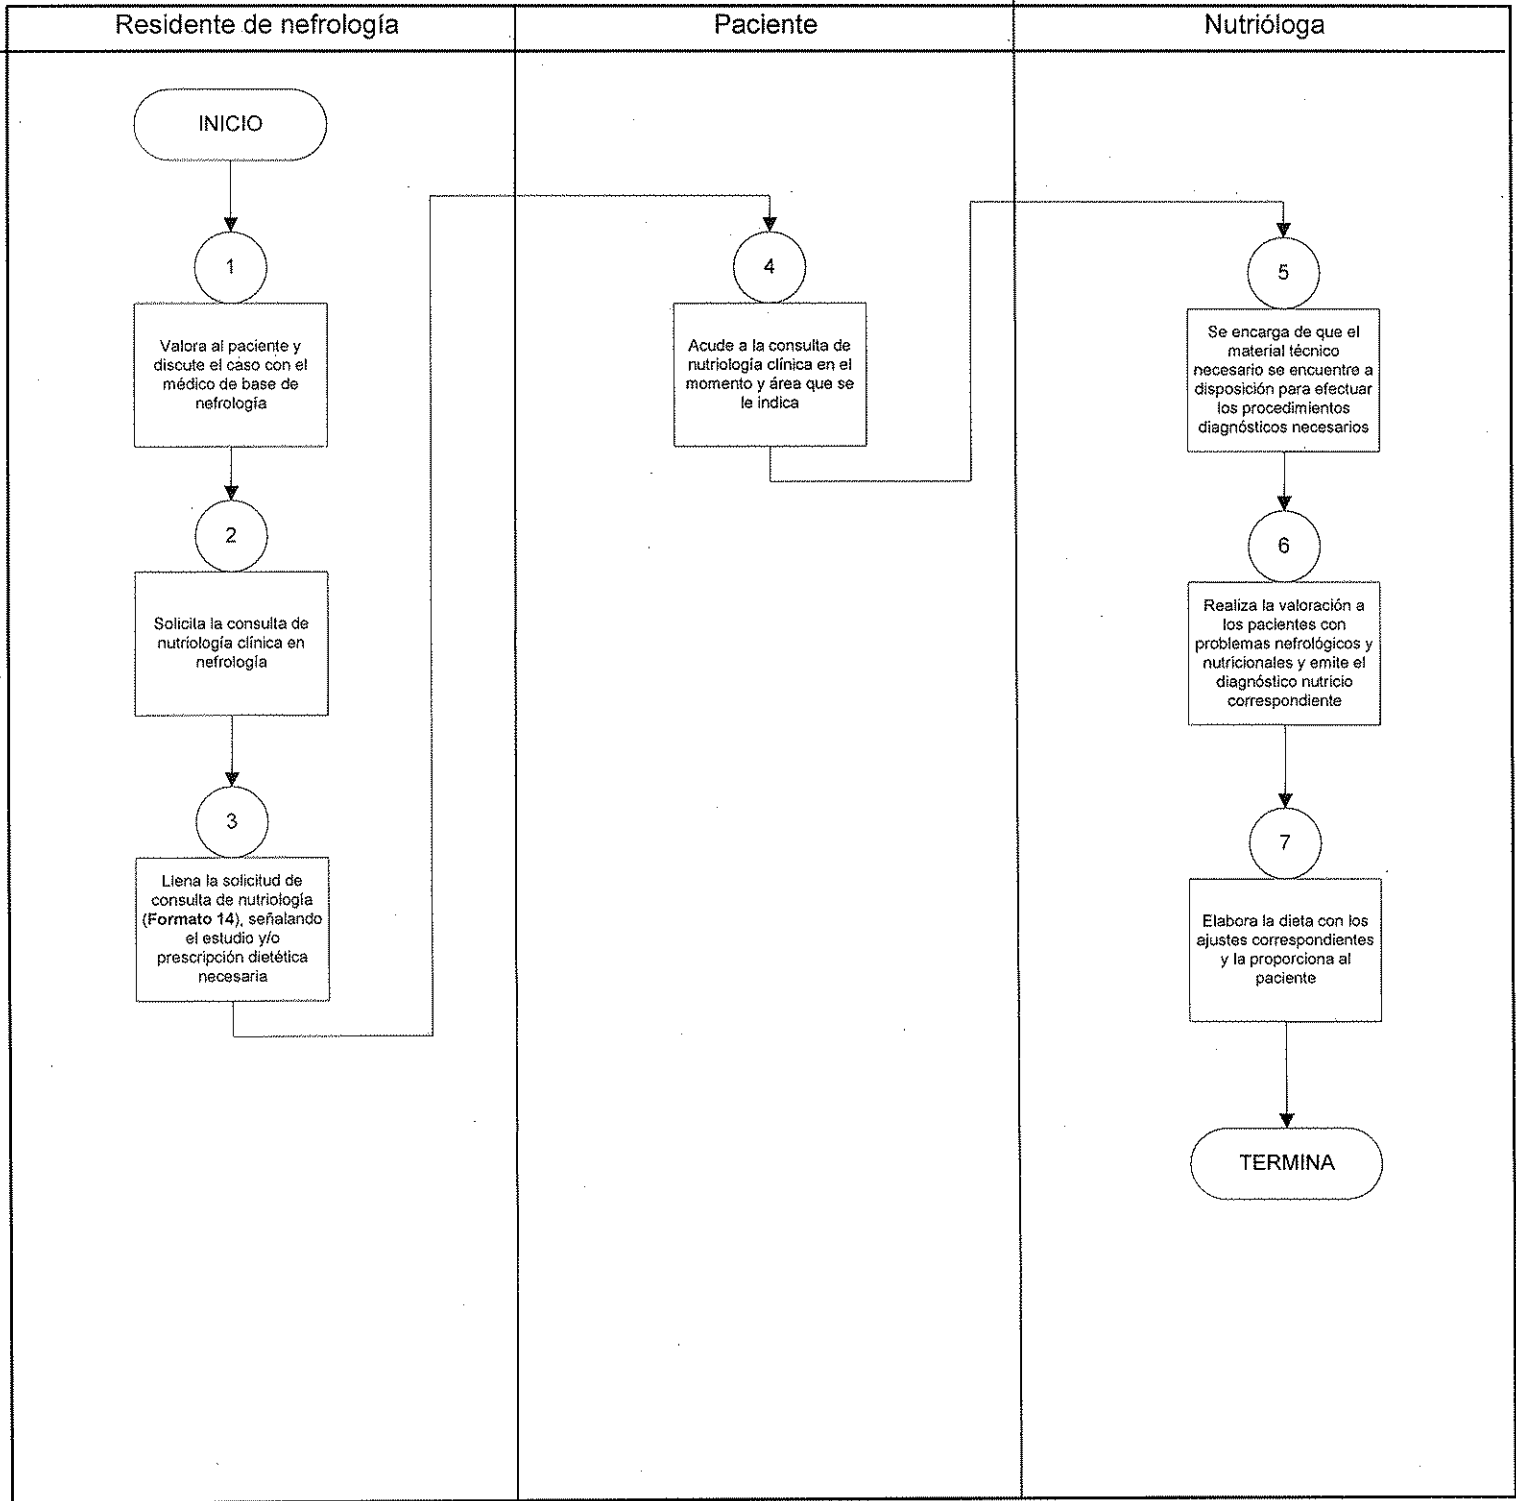 Residente de nefrología
Paciente
Nutrióloga
INICIO
1
Valora al paciente y
discute el caso con el
médico de base de
nefrología
2
Solicita la consulta de
nutriología clínica en
nefrología
3
Llena la solicitud de
consulta de nutriología
(Formato 14), señalando
el estudio y/o
prescripción dietética
necesaria
4
Acude a la consulta de
nutriología clínica en el
momento y área que se
le indica
5
Se encarga de que el
material técnico
necesario se encuentre a
disposición para efectuar
los procedimientos
diagnósticos necesarios
6
Realiza la valoración a
los pacientes con
problemas nefrológicos y
nutricionales y emite el
diagnóstico nutricio
correspondiente
7
Elabora la dieta con los
ajustes correspondientes
y la proporciona al
paciente
TERMINA